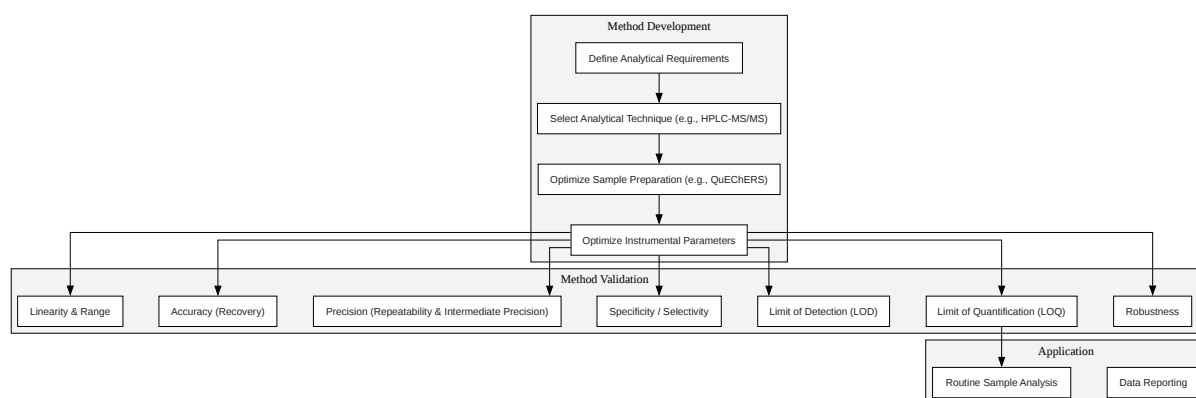 Method Development
Define Analytical Requirements
Select Analytical Technique (e.g., HPLC-MS/MS)
Optimize Sample Preparation (e.g., QuEChERS)
Optimize Instrumental Parameters
Method Validation
Linearity & Range
Accuracy (Recovery)
Precision (Repeatability & Intermediate Precision)
Specificity / Selectivity
Limit of Detection (LOD)
Limit of Quantification (LOQ)
Robustness
Application
Routine Sample Analysis
Data Reporting